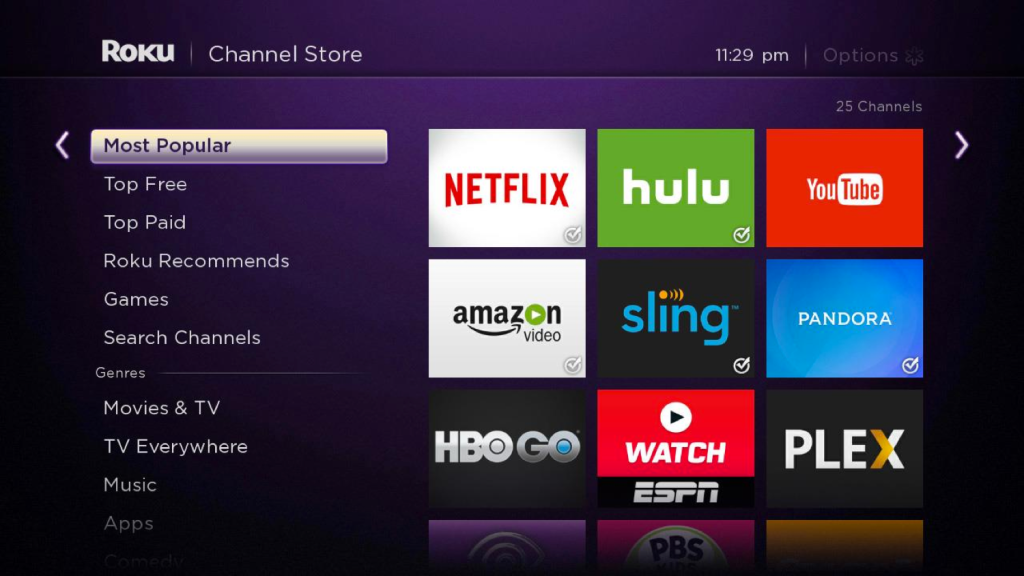 ROKU
Channel Store
11:29 pm
Options
25 Channels
Most Popular
Top Free
Top Paid
Roku Recommends
Games
Search Channels
Genres
Movies & TV
TV Everywhere
Music
Apps
Comedy
NETFLIX
hulu
YouTube
amazon
video
sling™
PANDORA
HBO GO
WATCH
ESPN
PLEX
PBS
KIDS